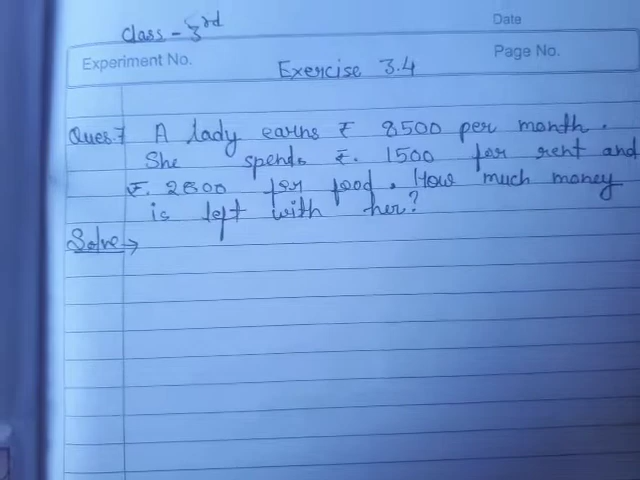 Class - 3rd
Date
Experiment No.
Exercise 3.4
Page No.
Ques.7 A lady earns ₹ 8500 per month.
She spends ₹. 1500 for rent and
₹. 2800 for food. How much money
is left with her?
Solve →